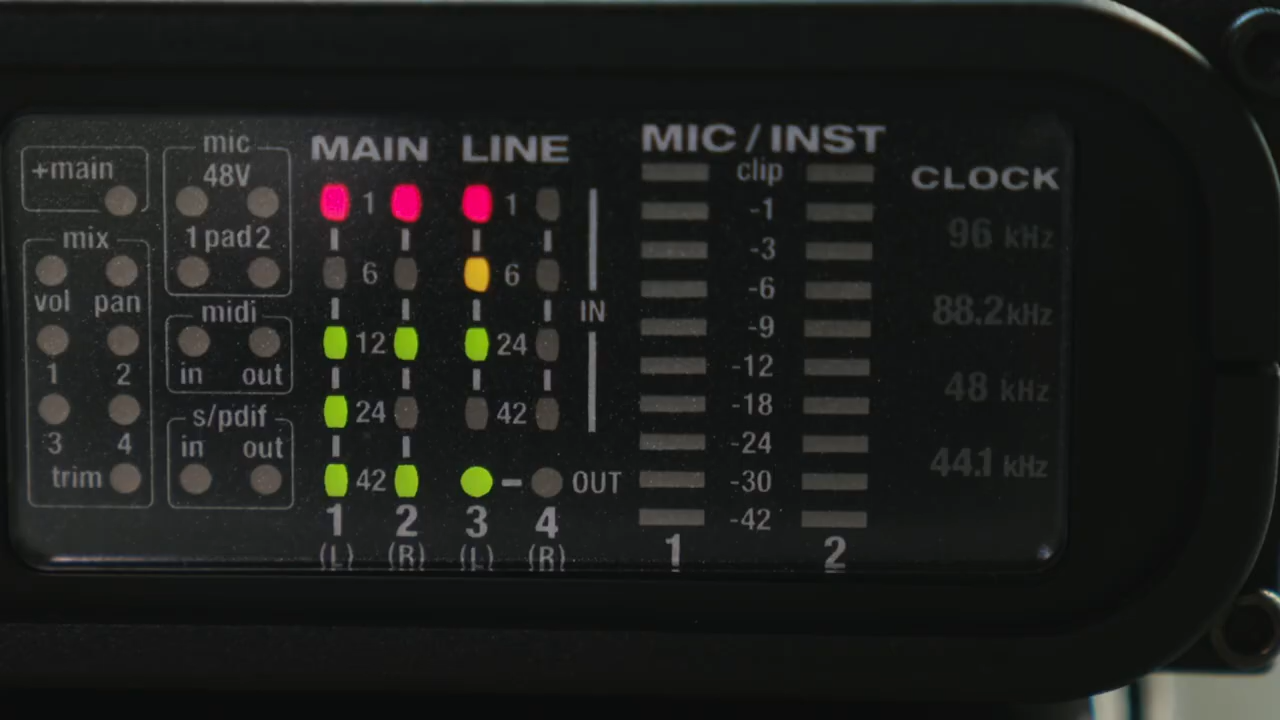 +main
mix
vol pan
1 2
3 4
trim
mic
48V
1 pad 2
midi
in out
s/pdif
in out
MAIN
1
6
12
24
42
1 2
(L) (R)
LINE
1
6
24
42
IN
OUT
3 4
(L) (R)
MIC / INST
clip
-1
-3
-6
-9
-12
-18
-24
-30
-42
1 2
CLOCK
96 kHz
88.2 kHz
48 kHz
44.1 kHz